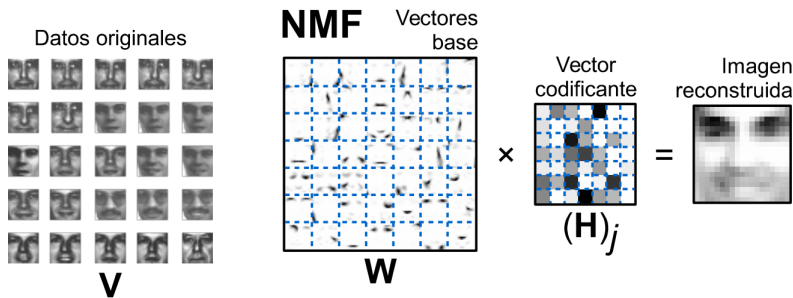 Datos originales
V
NMF
Vectores
base
W
×
Vector
codificante
(H)j
=
Imagen
reconstruida